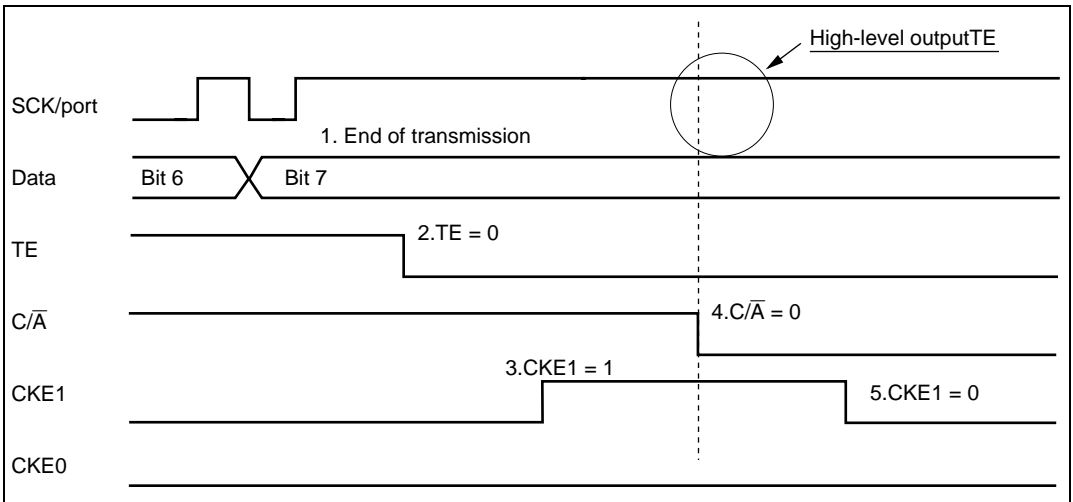 High-level outputTE
SCK/port
1. End of transmission
Data
Bit 6
Bit 7
TE
2.TE = 0
C/A̅
4.C/A̅ = 0
3.CKE1 = 1
CKE1
5.CKE1 = 0
CKE0